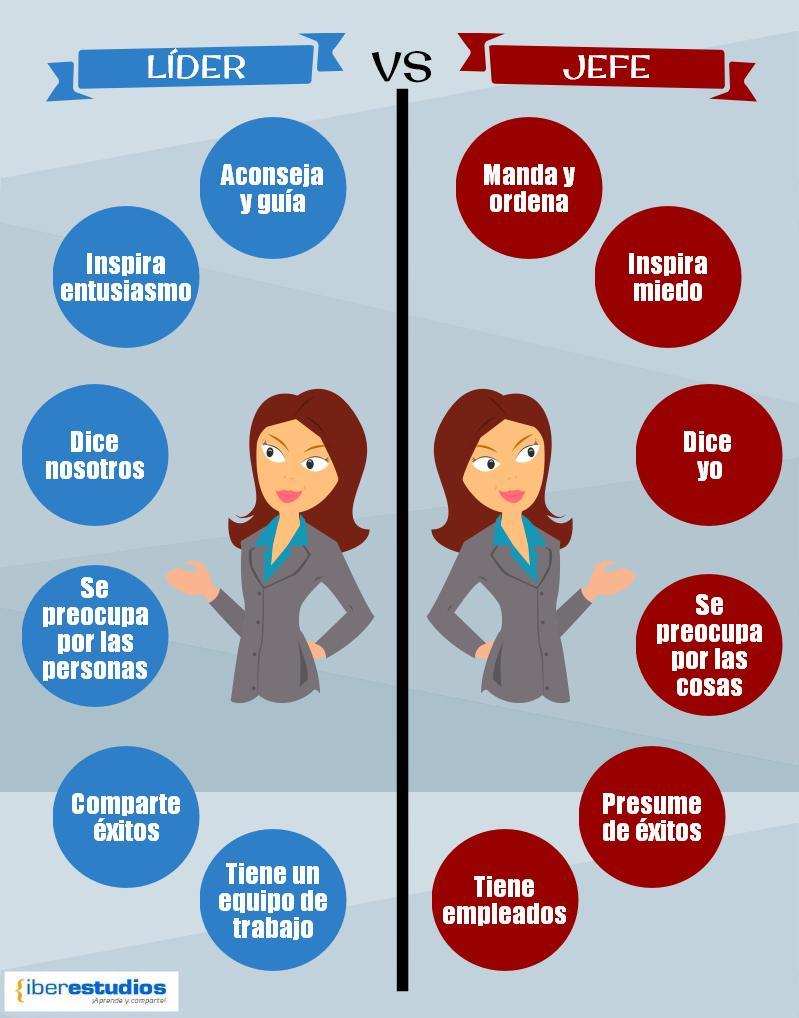 LÍDER
VS
JEFE
Aconseja
y guía
Inspira
entusiasmo
Dice
nosotros
Se
preocupa
por las
personas
Comparte
éxitos
Tiene un
equipo de
trabajo
Manda y
ordena
Inspira
miedo
Dice
yo
Se
preocupa
por las
cosas
Presume
de éxitos
Tiene
empleados
{iberestudios
¡Aprende y comparte!